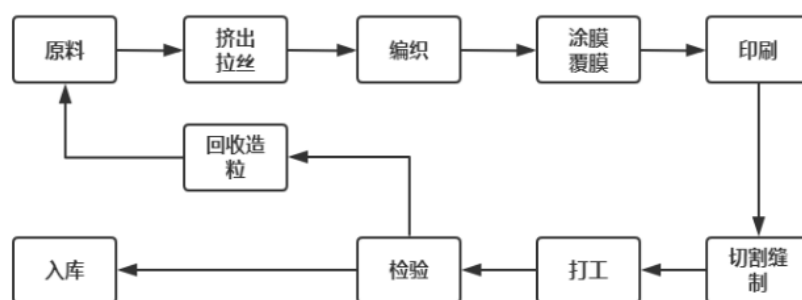 原料
挤出
拉丝
编织
涂膜
覆膜
印刷
回收造
粒
入库
检验
打工
切割缝
制